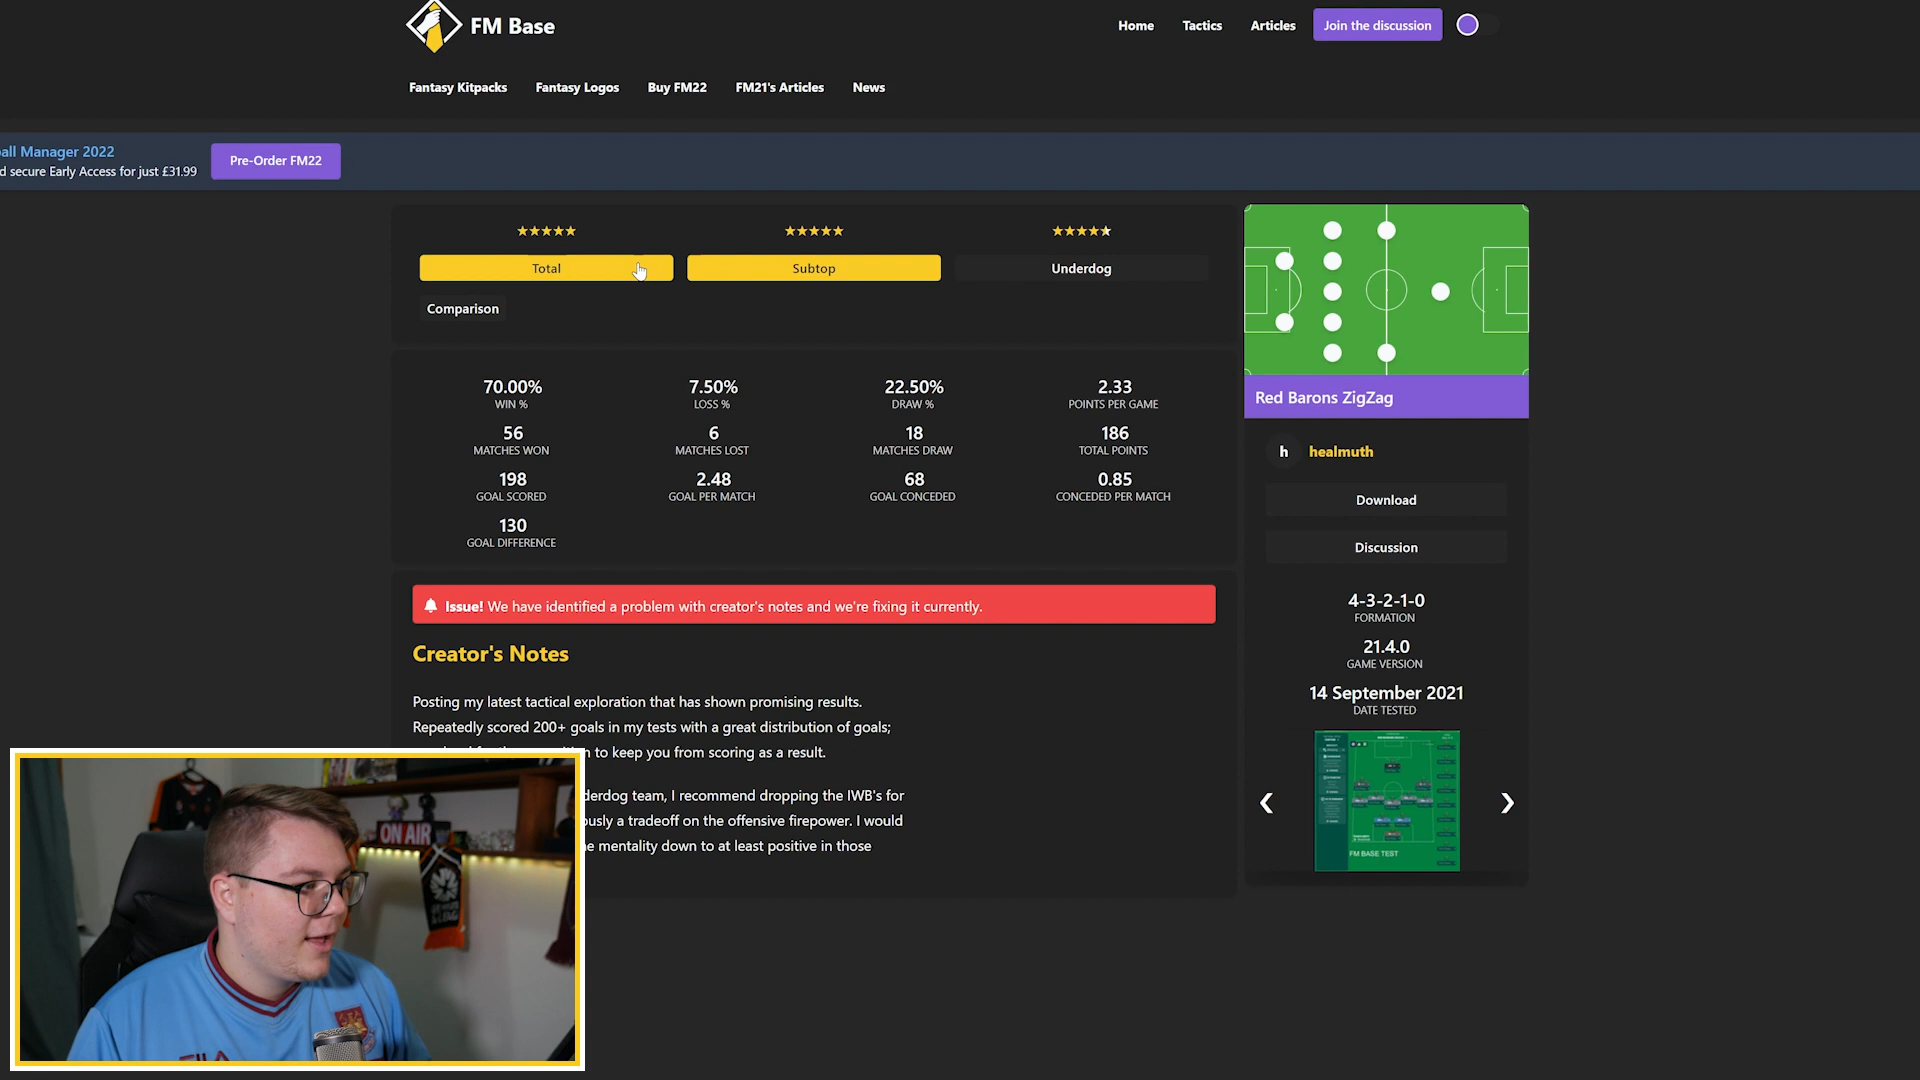 FM Base
Home
Tactics
Articles
Join the discussion
Fantasy Kitpacks
Fantasy Logos
Buy FM22
FM21's Articles
News
all Manager 2022
d secure Early Access for just £31.99
Pre-Order FM22
Total
Subtop
Underdog
Comparison
70.00%
WIN %
7.50%
LOSS %
22.50%
DRAW %
2.33
POINTS PER GAME
56
MATCHES WON
6
MATCHES LOST
18
MATCHES DRAW
186
TOTAL POINTS
198
GOAL SCORED
2.48
GOAL PER MATCH
68
GOAL CONCEDED
0.85
CONCEDED PER MATCH
130
GOAL DIFFERENCE
Issue! We have identified a problem with creator's notes and we're fixing it currently.
Creator's Notes
Posting my latest tactical exploration that has shown promising results.
Repeatedly scored 200+ goals in my tests with a great distribution of goals;
to keep you from scoring as a result.
derdog team, I recommend dropping the IWB's for
ously a tradeoff on the offensive firepower. I would
e mentality down to at least positive in those
Red Barons ZigZag
h healmuth
Download
Discussion
4-3-2-1-0
FORMATION
21.4.0
GAME VERSION
14 September 2021
DATE TESTED
FM BASE TEST
ON AIR
FILA